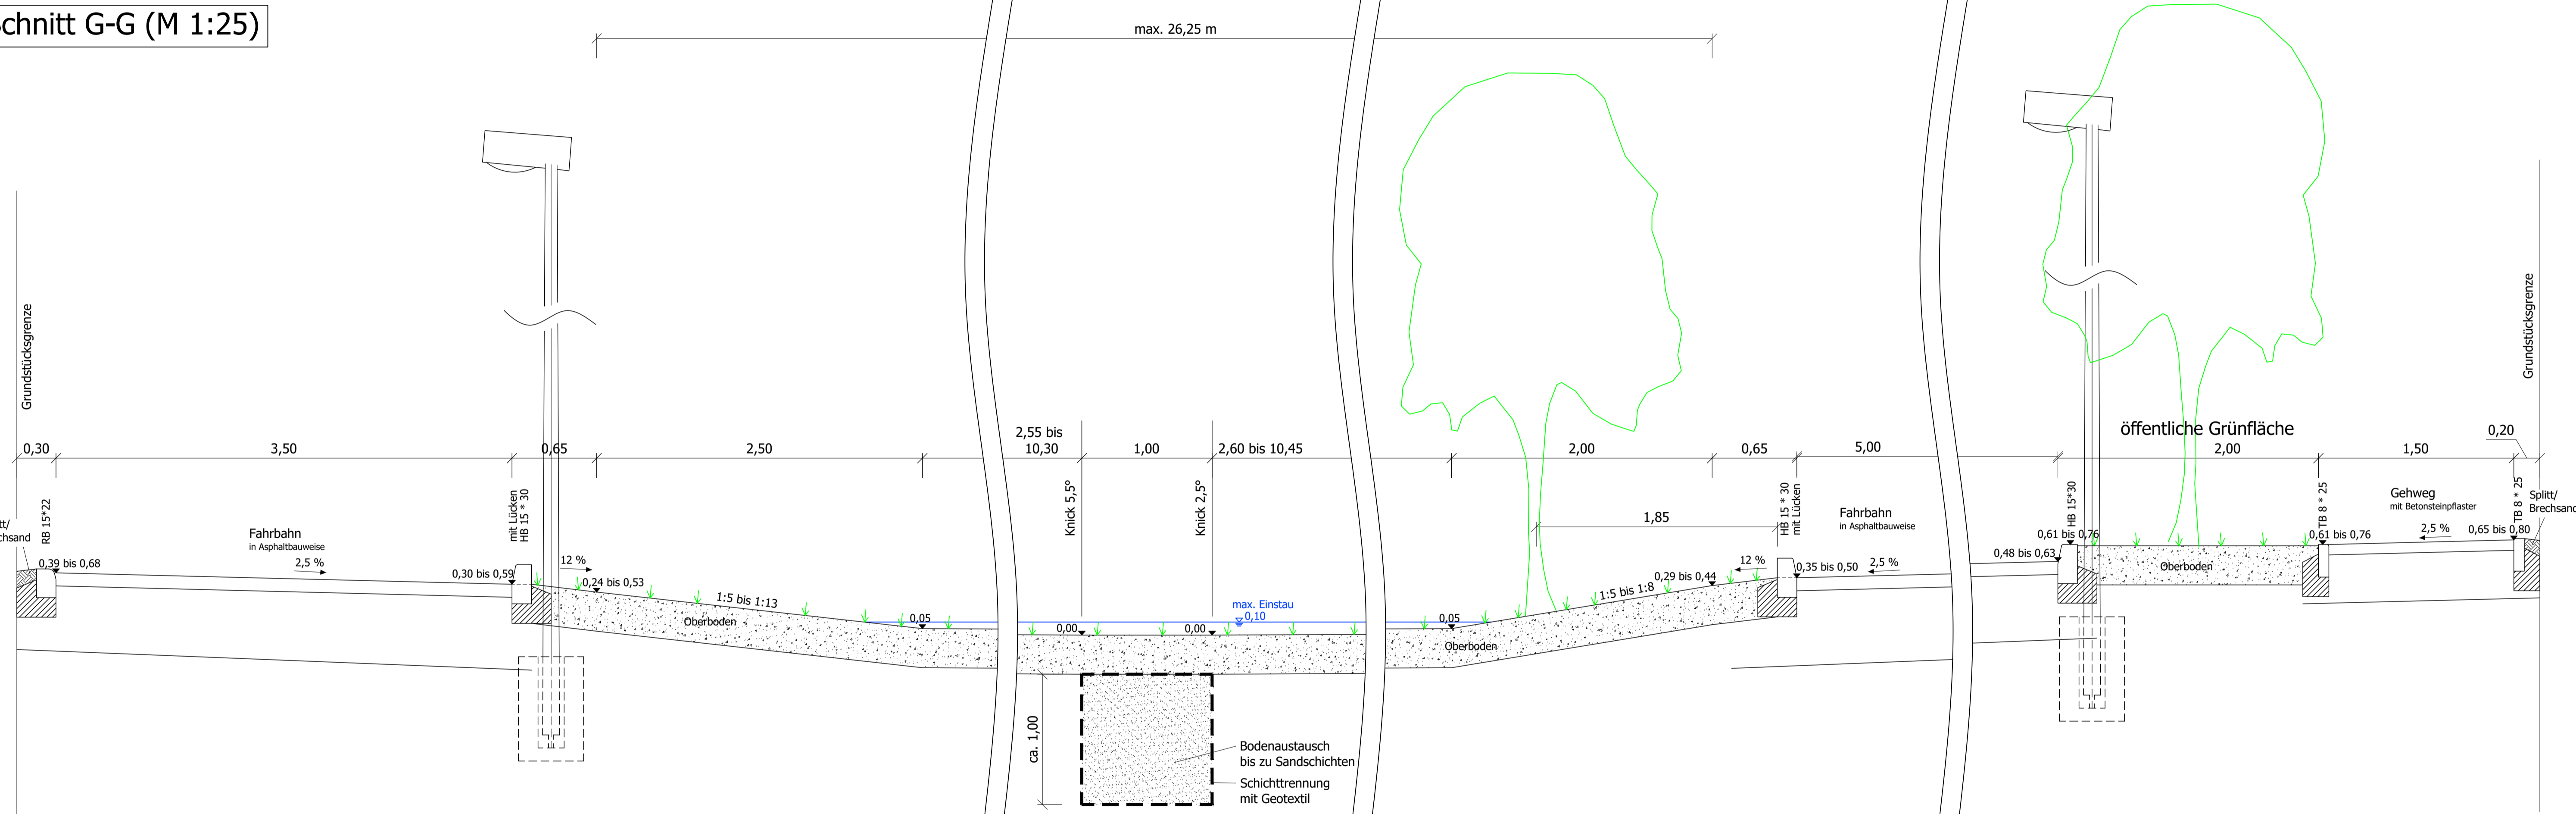 chnitt G-G (M 1:25)
max. 26,25 m
Grundstücksgrenze
Grundstücksgrenze
öffentliche Grünfläche
0,30
3,50
0,65
2,50
2,55 bis
10,30
1,00
2,60 bis 10,45
2,00
0,65
5,00
2,00
1,50
0,20
RB 15*22
mit Lücken
HB 15 * 30
Knick 5,5°
Knick 2,5°
1,85
HB 15 * 30
mit Lücken
HB 15*30
TB 8 * 25
TB 8 * 25
tt/
chsand
Fahrbahn
in Asphaltbauweise
2,5 %
0,39 bis 0,68
0,30 bis 0,59
12 %
0,24 bis 0,53
1:5 bis 1:13
Oberboden
0,05
0,00
0,00
max. Einstau
0,10
0,05
Oberboden
1:5 bis 1:8
0,29 bis 0,44
12 %
0,35 bis 0,50
Fahrbahn
in Asphaltbauweise
2,5 %
0,48 bis 0,63
0,61 bis 0,76
Oberboden
0,61 bis 0,76
Gehweg
mit Betonsteinpflaster
2,5 %
0,65 bis 0,80
Splitt/
Brechsand
ca. 1,00
Bodenaustausch
bis zu Sandschichten
Schichttrennung
mit Geotextil